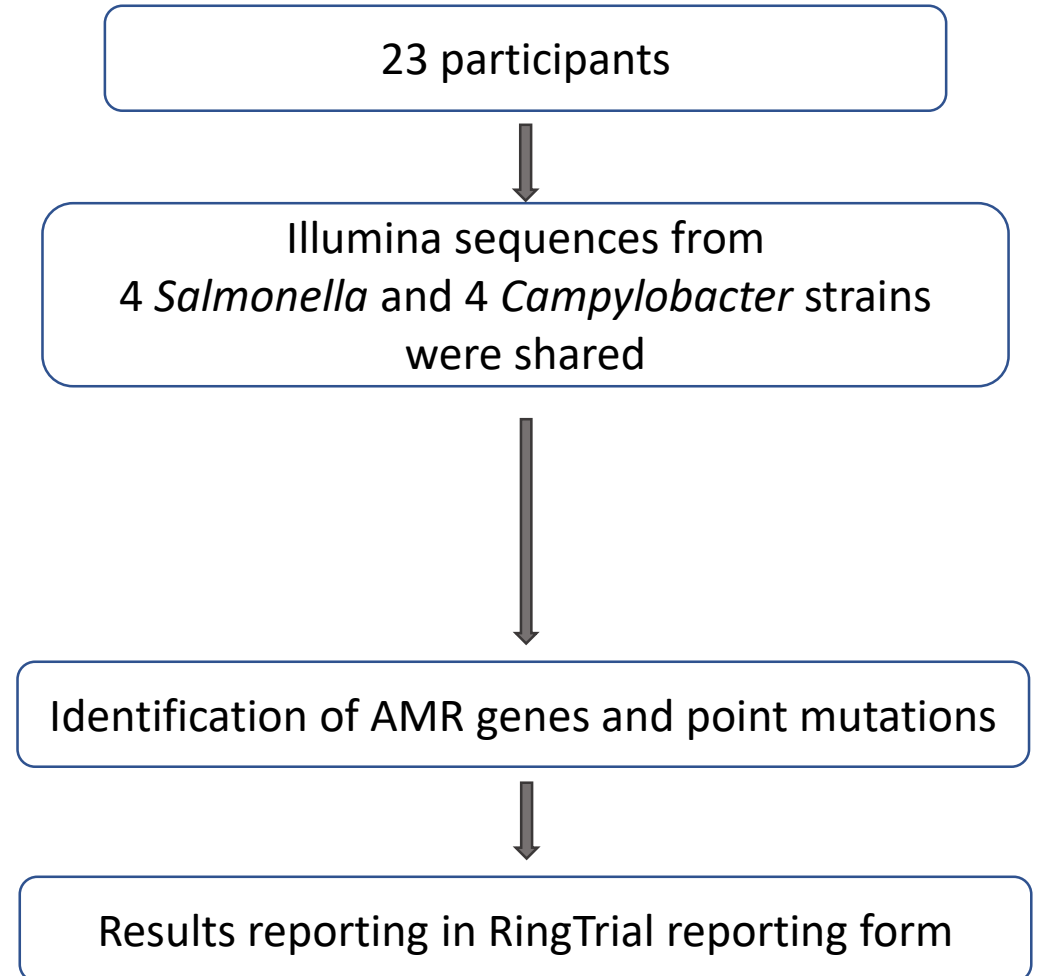 23 participants
Illumina sequences from
4 Salmonella and 4 Campylobacter strains
were shared
Identification of AMR genes and point mutations
Results reporting in RingTrial reporting form